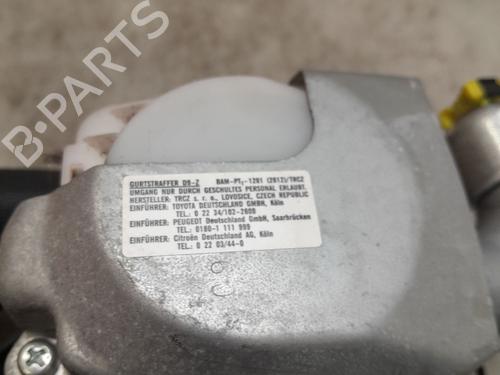 B-PARTS
GURTSTRAFFER D9-Z BAM-PT₁-1291 (2012)/TRCZ
UMGANG NUR DURCH GESCHULTES PERSONAL ERLAUBT.
HERSTELLER: TRCZ s. r. o., LOVOSICE, CZECH REPUBLIC
EINFÜHRER: TOYOTA DEUTSCHLAND GMBH, Köln
TEL.: 0 22 34/102-2600
EINFÜHRER: PEUGEOT Deutschland GmbH, Saarbrücken
TEL.: 0180-1 111 999
EINFÜHRER: Citroën Deutschland AG, Köln
TEL.: 0 22 03/44-0